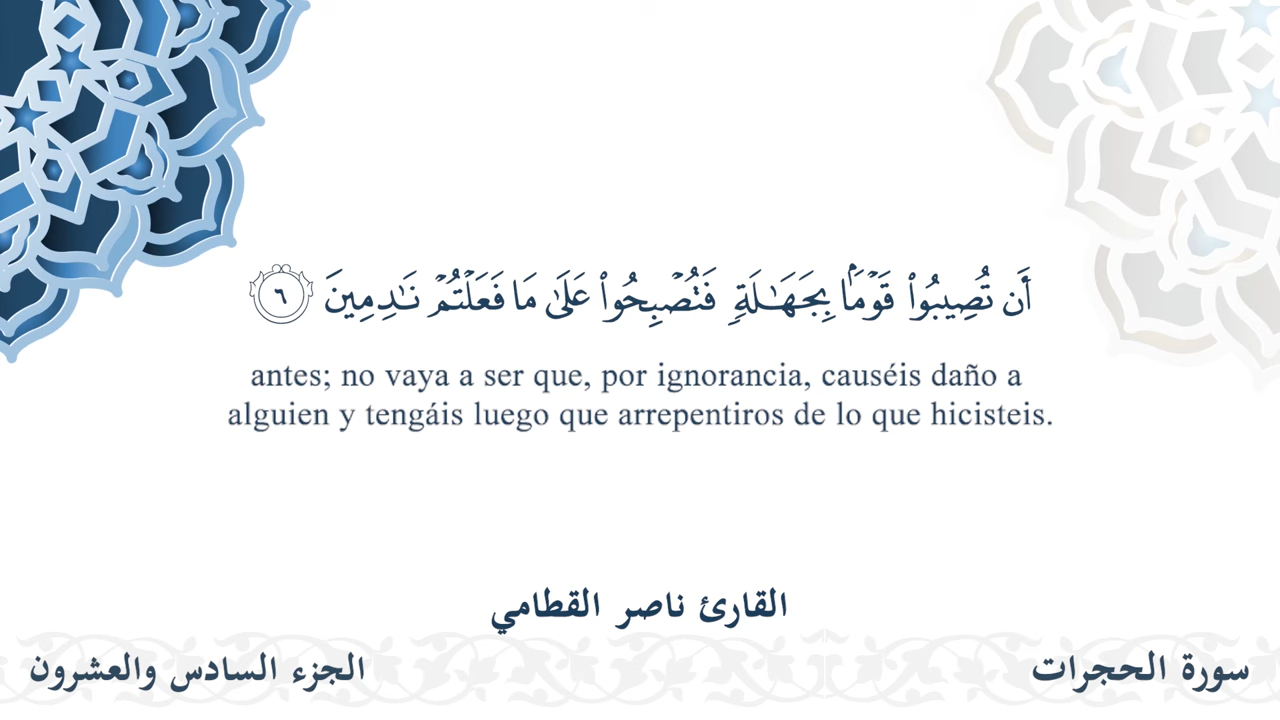 أَن تُصِيبُوا۟ قَوۡمَۢا بِجَهَـٰلَةٖ فَتُصۡبِحُوا۟ عَلَىٰ مَا فَعَلۡتُمۡ نَـٰدِمِينَ ٦
antes; no vaya a ser que, por ignorancia, causéis daño a
alguien y tengáis luego que arrepentiros de lo que hicisteis.
القارئ ناصر القطامي
سورة الحجرات
الجزء السادس والعشرون